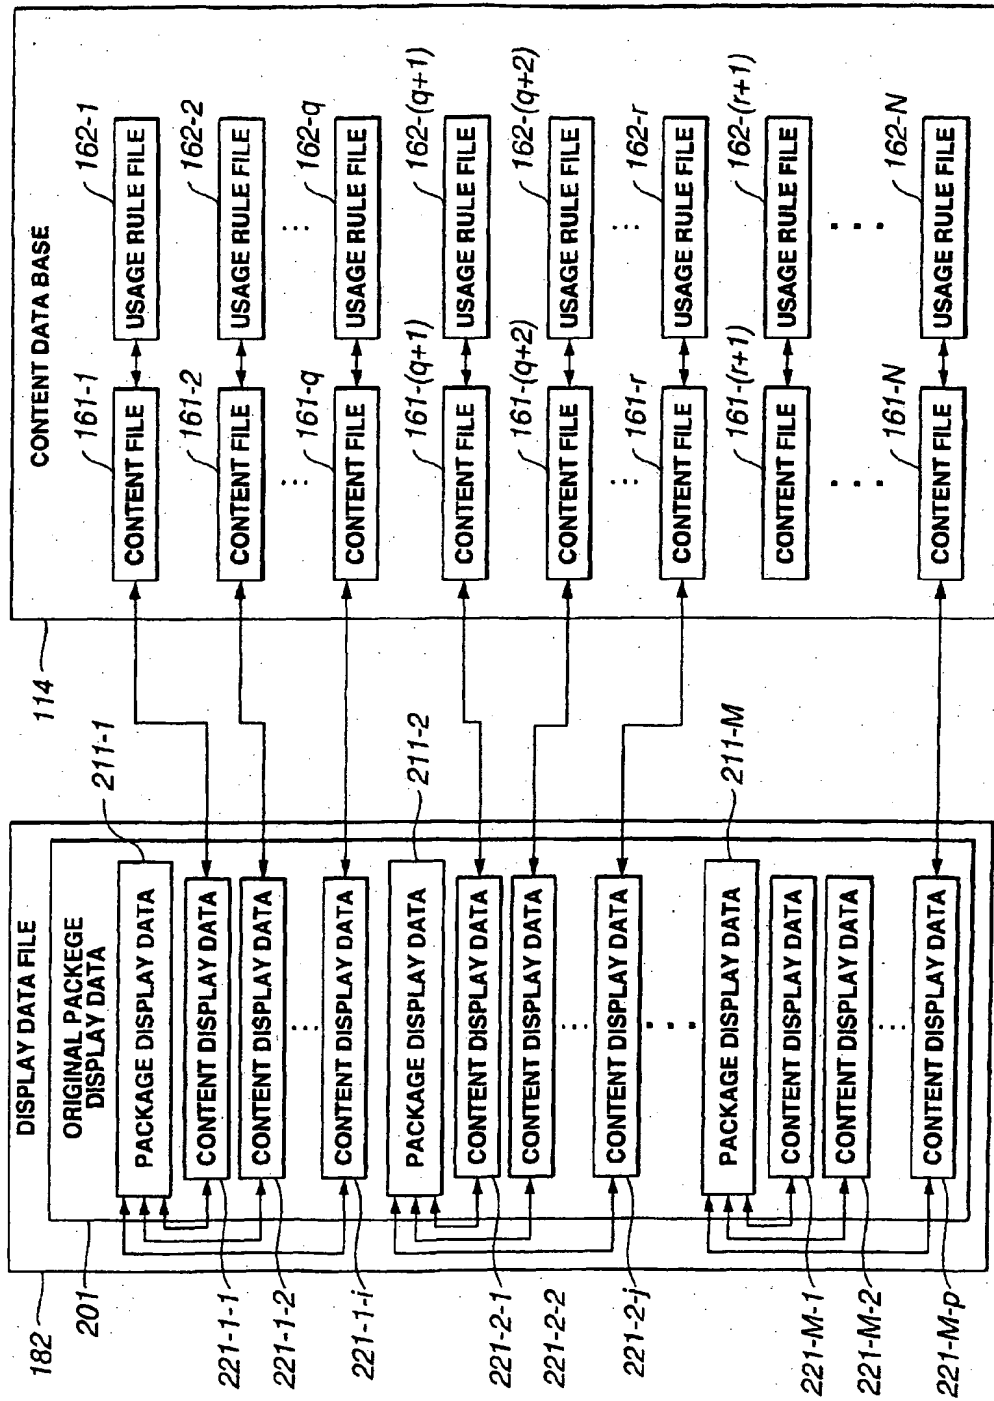 DISPLAY DATA FILE
ORIGINAL PACKEGE
DISPLAY DATA
182
201
PACKAGE DISPLAY DATA
211-1
CONTENT DISPLAY DATA
221-1-1
CONTENT DISPLAY DATA
221-1-2
CONTENT DISPLAY DATA
221-1-i
PACKAGE DISPLAY DATA
211-2
CONTENT DISPLAY DATA
221-2-1
CONTENT DISPLAY DATA
221-2-2
CONTENT DISPLAY DATA
221-2-j
PACKAGE DISPLAY DATA
211-M
CONTENT DISPLAY DATA
221-M-1
CONTENT DISPLAY DATA
221-M-2
CONTENT DISPLAY DATA
221-M-p
CONTENT DATA BASE
114
161-1
162-1
CONTENT FILE
USAGE RULE FILE
161-2
162-2
CONTENT FILE
USAGE RULE FILE
161-q
162-q
CONTENT FILE
USAGE RULE FILE
161-(q+1)
162-(q+1)
CONTENT FILE
USAGE RULE FILE
161-(q+2)
162-(q+2)
CONTENT FILE
USAGE RULE FILE
161-r
162-r
CONTENT FILE
USAGE RULE FILE
161-(r+1)
162-(r+1)
CONTENT FILE
USAGE RULE FILE
161-N
162-N
CONTENT FILE
USAGE RULE FILE